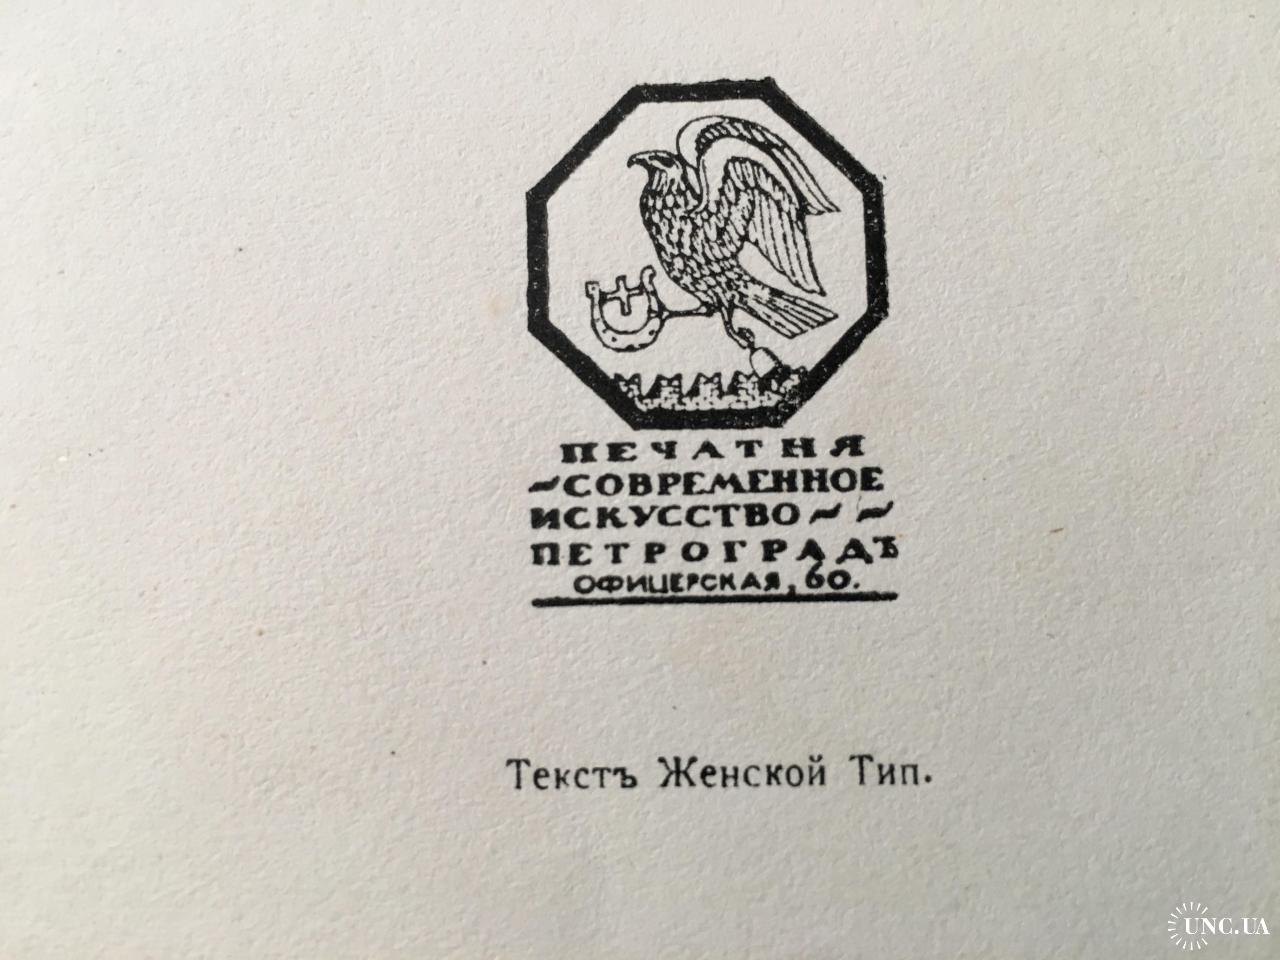 ПЕЧАТНЯ
~СОВРЕМЕННОЕ
ИСКУССТВО ~ ~
ПЕТРОГРАДЪ
ОФИЦЕРСКАЯ, 60.
Текстъ Женской Тип.
UNC.UA